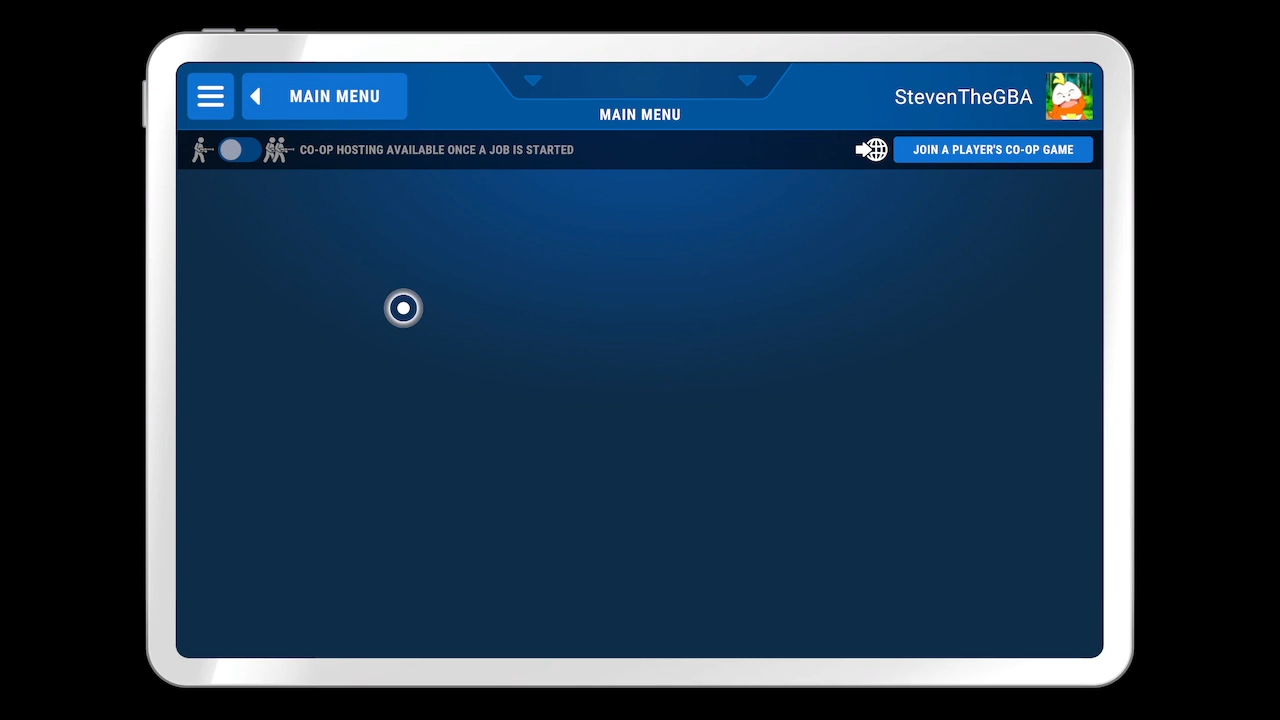 MAIN MENU
MAIN MENU
StevenTheGBA
CO-OP HOSTING AVAILABLE ONCE A JOB IS STARTED
JOIN A PLAYER'S CO-OP GAME